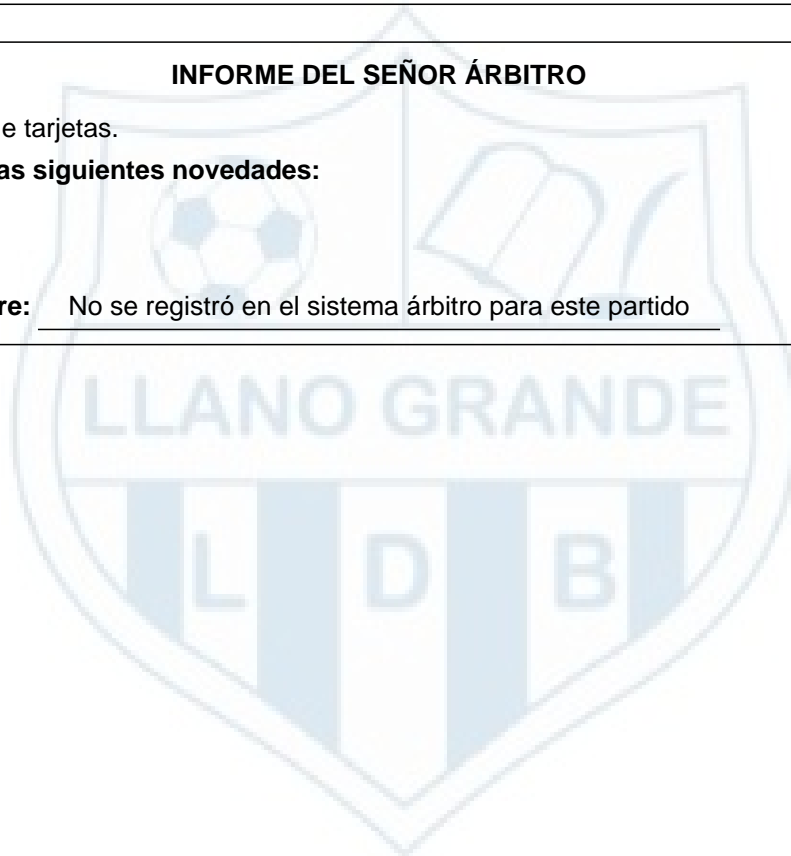 INFORME DEL SEÑOR ÁRBITRO
e tarjetas.
as siguientes novedades:
re: No se registró en el sistema árbitro para este partido
LLANO GRANDE
L D B